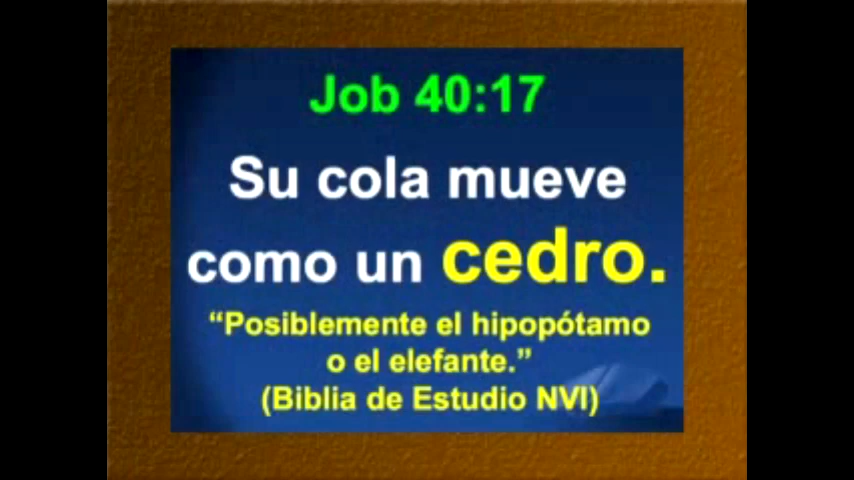 Job 40:17
Su cola mueve
como un cedro.
“Posiblemente el hipopótamo
o el elefante.”
(Biblia de Estudio NVI)